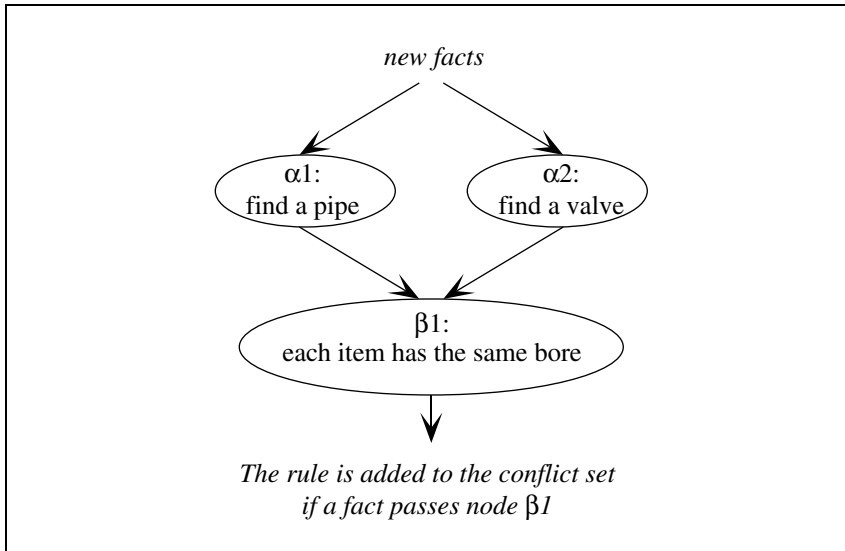 new facts
α1:
find a pipe
α2:
find a valve
β1:
each item has the same bore
The rule is added to the conflict set
if a fact passes node β1